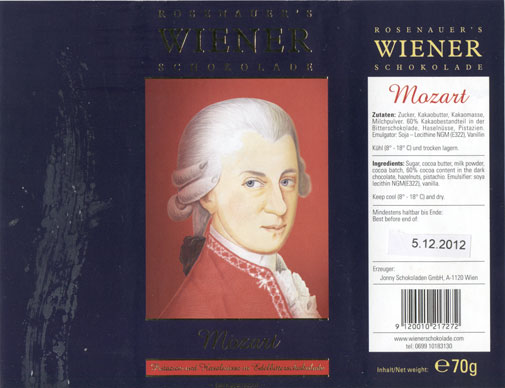 ROSENAUER'S
WIENER
SCHOKOLADE
Mozart
ROSENAUER'S
WIENER
SCHOKOLADE
Mozart
Zutaten: Zucker, Kakaobutter, Kakaomasse,
Milchpulver. 60% Kakaobestandteil in der
Bitterschokolade, Haselnüsse, Pistazien.
Emulgator: Soja – Lecithine NGM (E322), Vanillin
Kühl (8° - 18° C) und trocken lagern.
Ingredients: Sugar, cocoa butter, milk powder,
cocoa batch, 60% cocoa content in the dark
chocolate, hazelnuts, pistachio. Emulsifier: soya
lecithin NGM(E322), vanilla.
Keep cool (8° - 18° C) and dry.
Mindestens haltbar bis Ende:
Best before end of:
5.12.2012
Erzeuger:
Jonny Schokoladen GmbH, A-1120 Wien
9 120010 217272
www.wienerschokolade.com
tel. 0699 10183130
Inhalt/Net weight: ℮70g